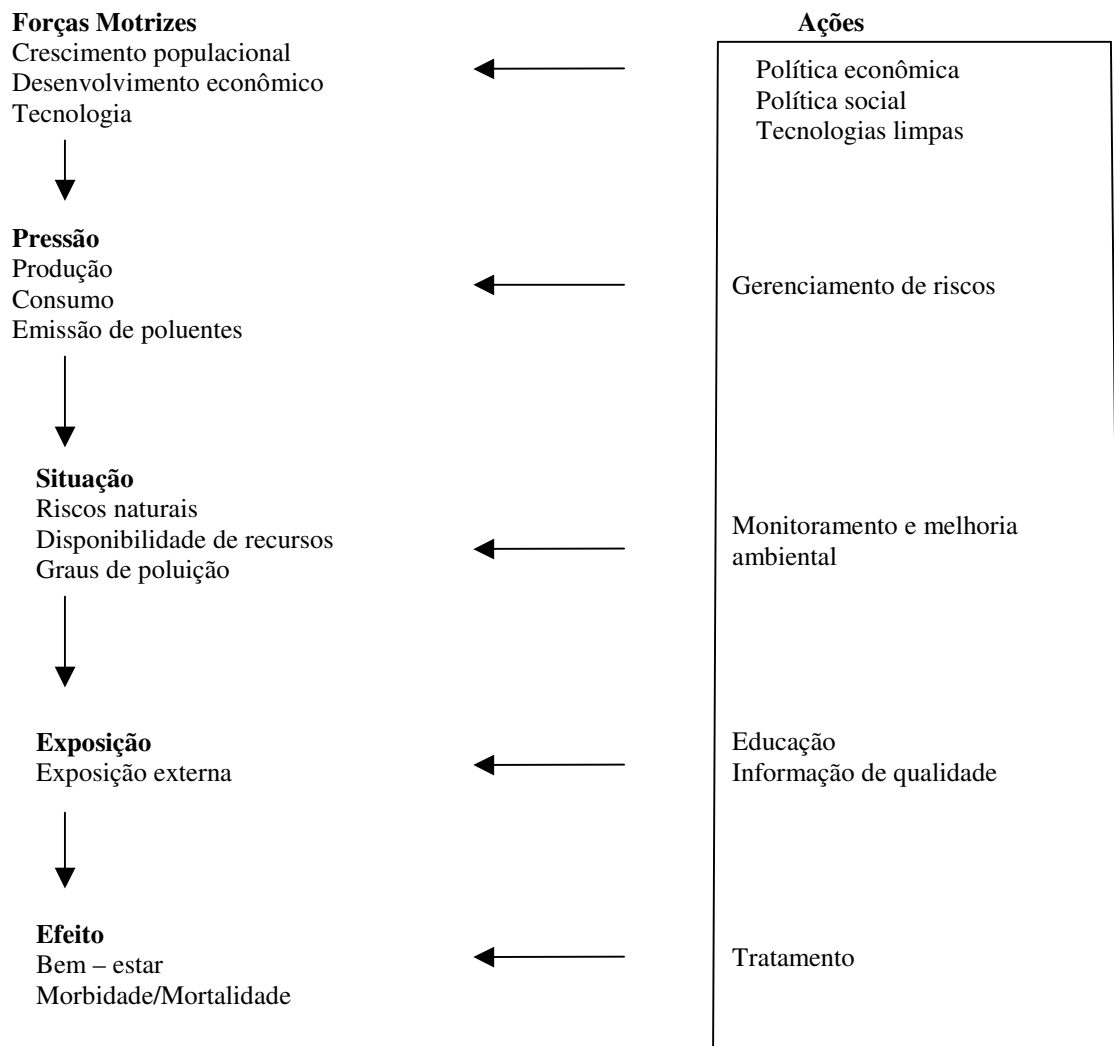 Forças Motrizes
Crescimento populacional
Desenvolvimento econômico
Tecnologia
Ações
Política econômica
Política social
Tecnologias limpas
Pressão
Produção
Consumo
Emissão de poluentes
Gerenciamento de riscos
Situação
Riscos naturais
Disponibilidade de recursos
Graus de poluição
Monitoramento e melhoria
ambiental
Exposição
Exposição externa
Educação
Informação de qualidade
Efeito
Bem – estar
Morbidade/Mortalidade
Tratamento